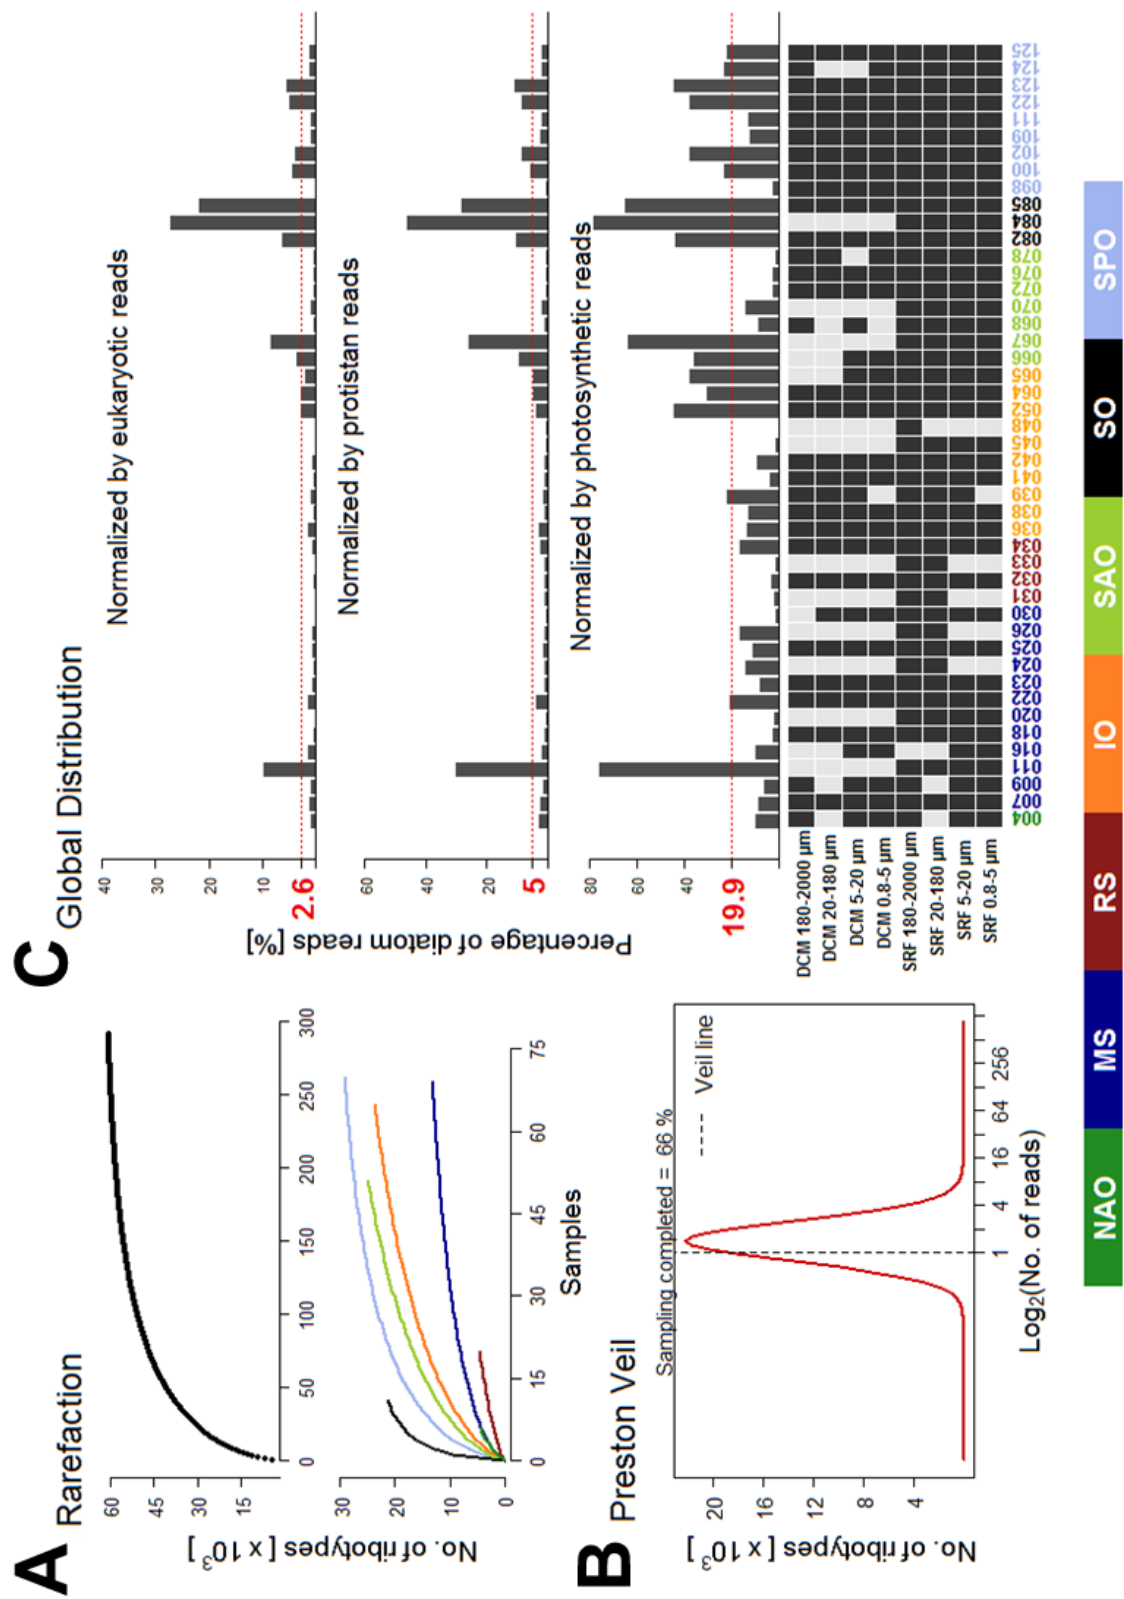 A Rarefaction
60
45
30
15
0 50 100 150 200 250 300
30
20
10
0
0 15 30 45 60 75
Samples
No. of ribotypes [ x 10³ ]
B Preston Veil
Sampling completed = 66 %
Veil line
20
16
12
8
4
1 4 16 64 256
Log₂(No. of reads)
No. of ribotypes [ x 10³ ]
C Global Distribution
Normalized by eukaryotic reads
40
30
20
10
2.6
Normalized by protistan reads
60
40
20
5
Normalized by photosynthetic reads
80
60
40
19.9
Percentage of diatom reads [%]
DCM 180-2000 µm
DCM 20-180 µm
DCM 5-20 µm
DCM 0.8-5 µm
SRF 180-2000 µm
SRF 20-180 µm
SRF 5-20 µm
SRF 0.8-5 µm
004 007 009 011 016 018 020 022 023 024 025 026 030 031 032 033 034 036 038 039 041 042 045 048 052 064 065 066 067 068 070 072 076 078 082 084 085 098 100 102 109 111 122 123 124 125
NAO MS RS IO SAO SO SPO